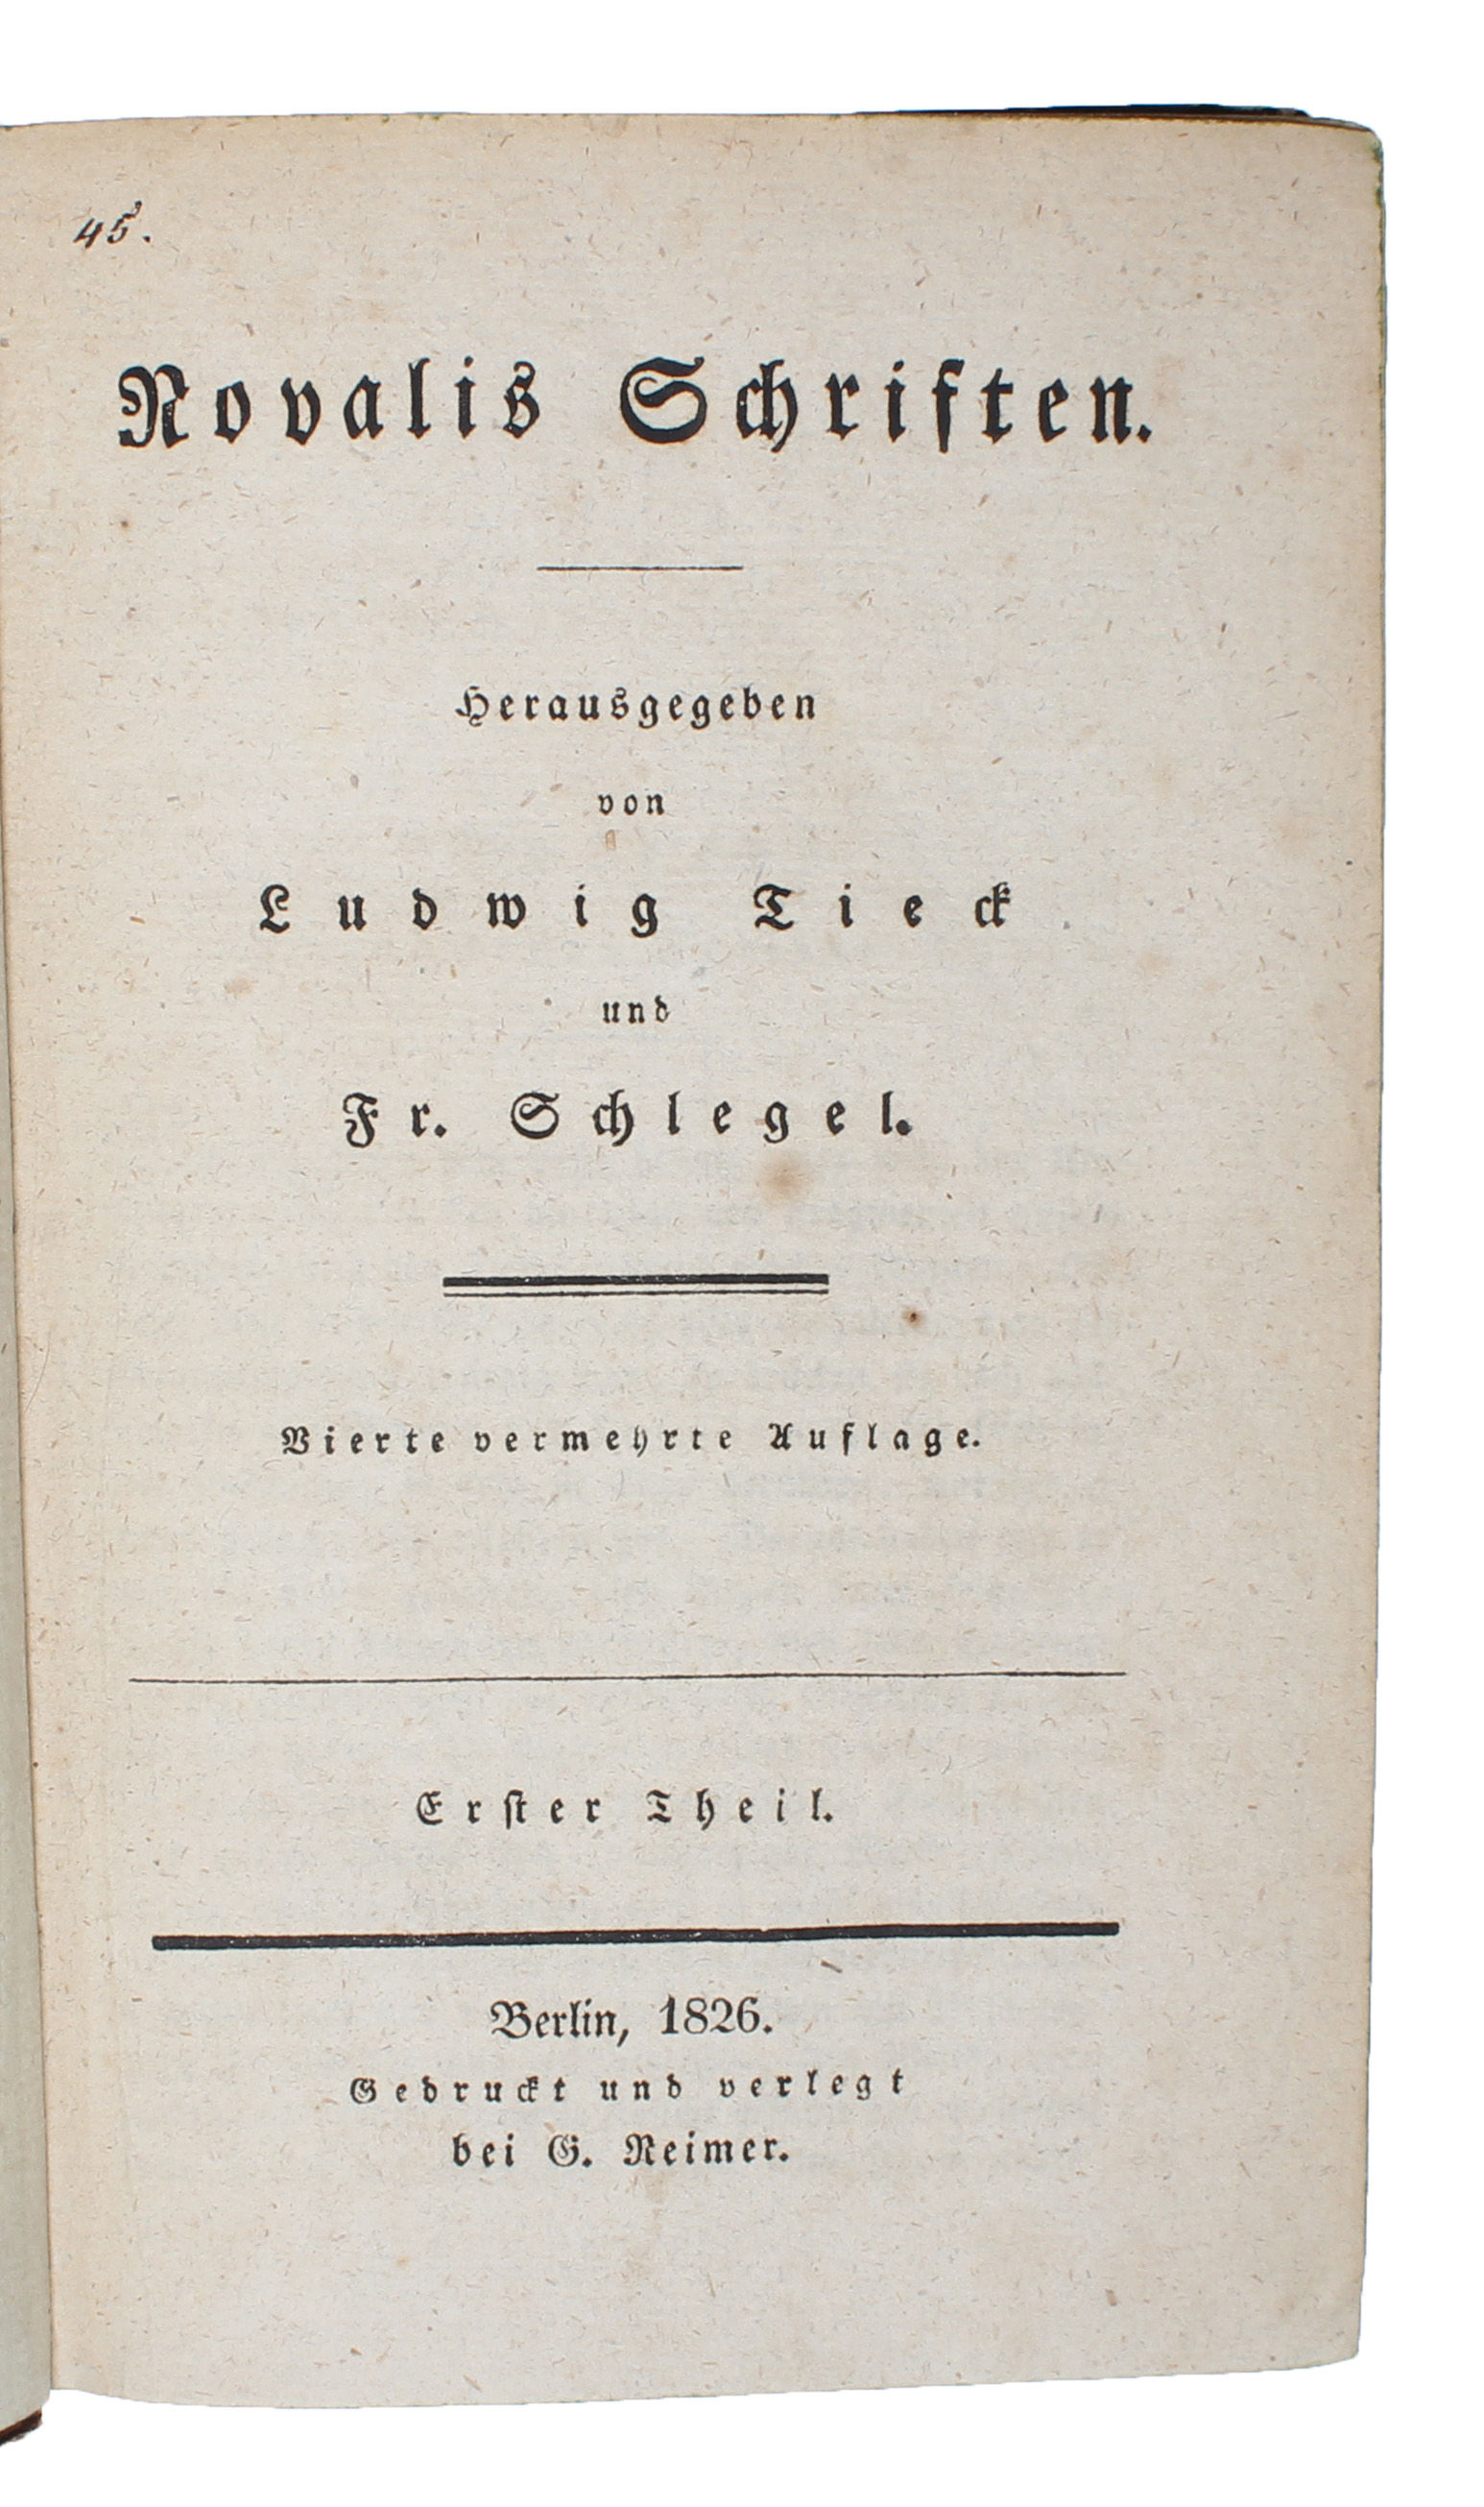 45.
Novalis Schriften.
Herausgegeben
von
Ludwig Tieck
und
Fr. Schlegel.
Vierte vermehrte Auflage.
Erſter Theil.
Berlin, 1826.
Gedruckt und verlegt
bei G. Reimer.